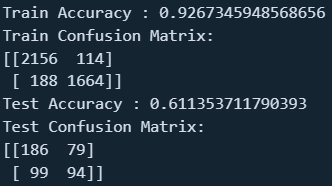 Train Accuracy : 0.9267345948568656
Train Confusion Matrix:
[[2156  114]
 [ 188 1664]]
Test Accuracy : 0.611353711790393
Test Confusion Matrix:
[[186  79]
 [ 99  94]]